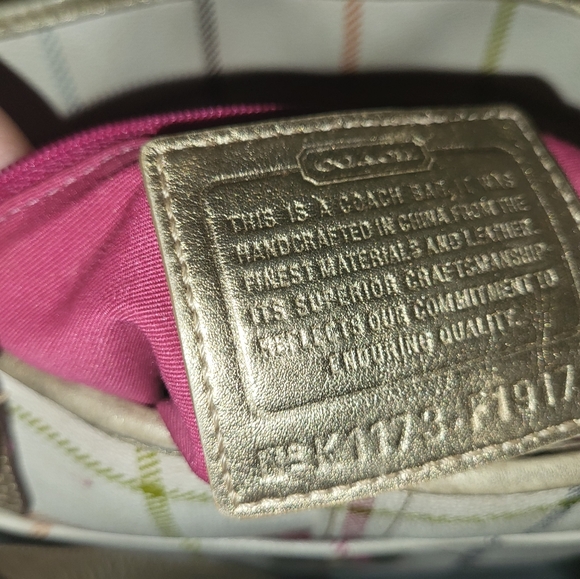 COACH
THIS IS A COACH BAG. IT WAS
HANDCRAFTED IN CHINA FROM THE
FINEST MATERIALS AND LEATHER.
ITS SUPERIOR CRAFTSMANSHIP
REFLECTS OUR COMMITMENT TO
ENDURING QUALITY.
K1173-F1917